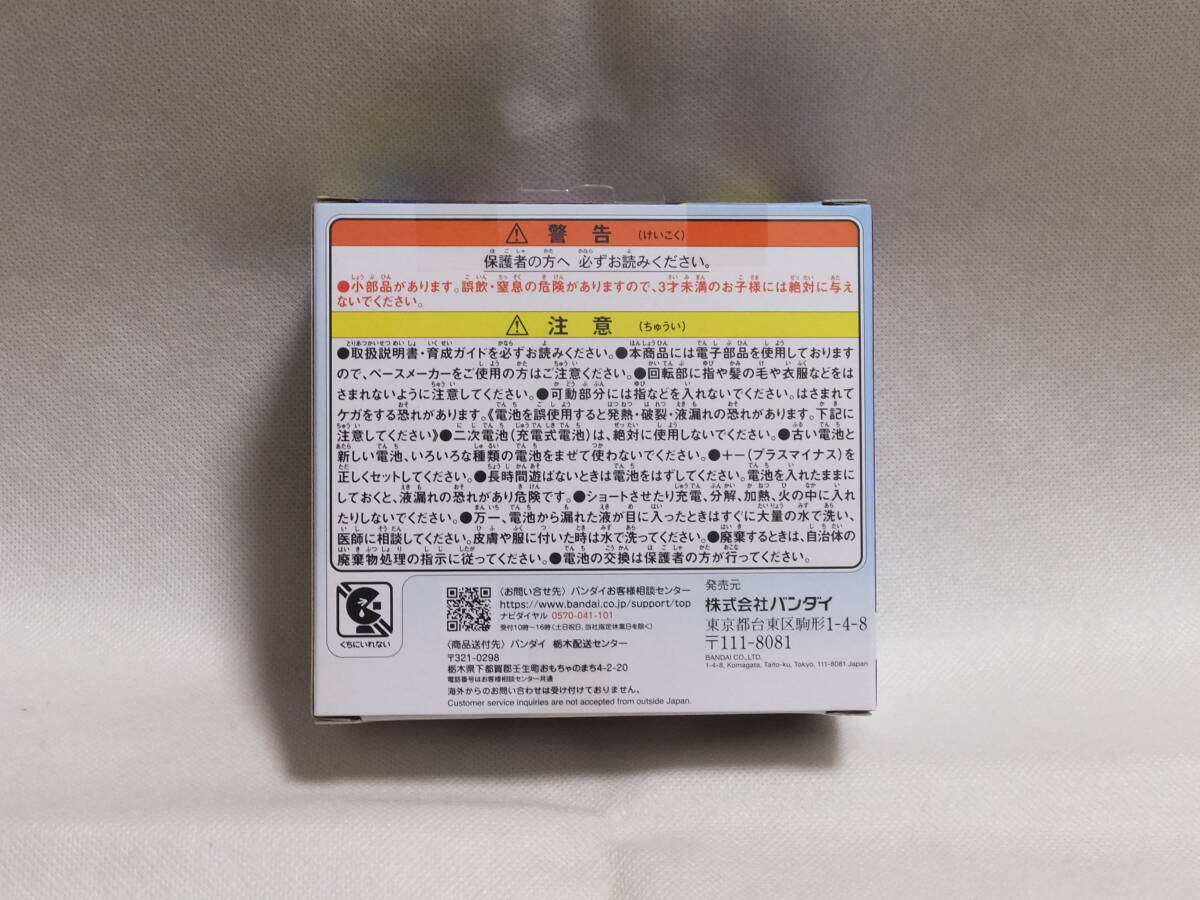 ⚠ 警告 (けいこく)
保護者の方へ 必ずお読みください。
●小部品があります。誤飲・窒息の危険がありますので、3才未満のお子様には絶対に与え
ないでください。
⚠ 注意 (ちゅうい)
●取扱説明書・育成ガイドを必ずお読みください。●本商品には電子部品を使用しております
ので、ペースメーカーをご使用の方はご注意ください。●回転部に指や髪の毛や衣服などをは
さまれないように注意してください。●可動部分には指などを入れないでください。はさまれて
ケガをする恐れがあります。《電池を誤使用すると発熱・破裂・液漏れの恐れがあります。下記に
注意してください》●二次電池(充電式電池)は、絶対に使用しないでください。●古い電池と
新しい電池、いろいろな種類の電池をまぜて使わないでください。●+−(プラスマイナス)を
正しくセットしてください。●長時間遊ばないときは電池をはずしてください。電池を入れたままに
しておくと、液漏れの恐れがあり危険です。●ショートさせたり充電、分解、加熱、火の中に入れ
たりしないでください。●万一、電池から漏れた液が目に入ったときはすぐに大量の水で洗い、
医師に相談してください。皮膚や服に付いた時は水で洗ってください。●廃棄するときは、自治体の
廃棄物処理の指示に従ってください。●電池の交換は保護者の方が行ってください。
くちにいれない
〈お問い合せ先〉バンダイお客様相談センター
https://www.bandai.co.jp/support/top
ナビダイヤル 0570-041-101
受付10時〜16時(土日祝日、当社指定休業日を除く)
〈商品送付先〉バンダイ 栃木配送センター
〒321-0298
栃木県下都賀郡壬生町おもちゃのまち4-2-20
電話番号はお客様相談センター共通
海外からのお問い合わせは受け付けておりません。
Customer service inquiries are not accepted from outside Japan.
発売元
株式会社バンダイ
東京都台東区駒形1-4-8
〒111-8081
BANDAI CO.,LTD.
1-4-8, Komagata, Taito-ku, Tokyo, 111-8081 Japan